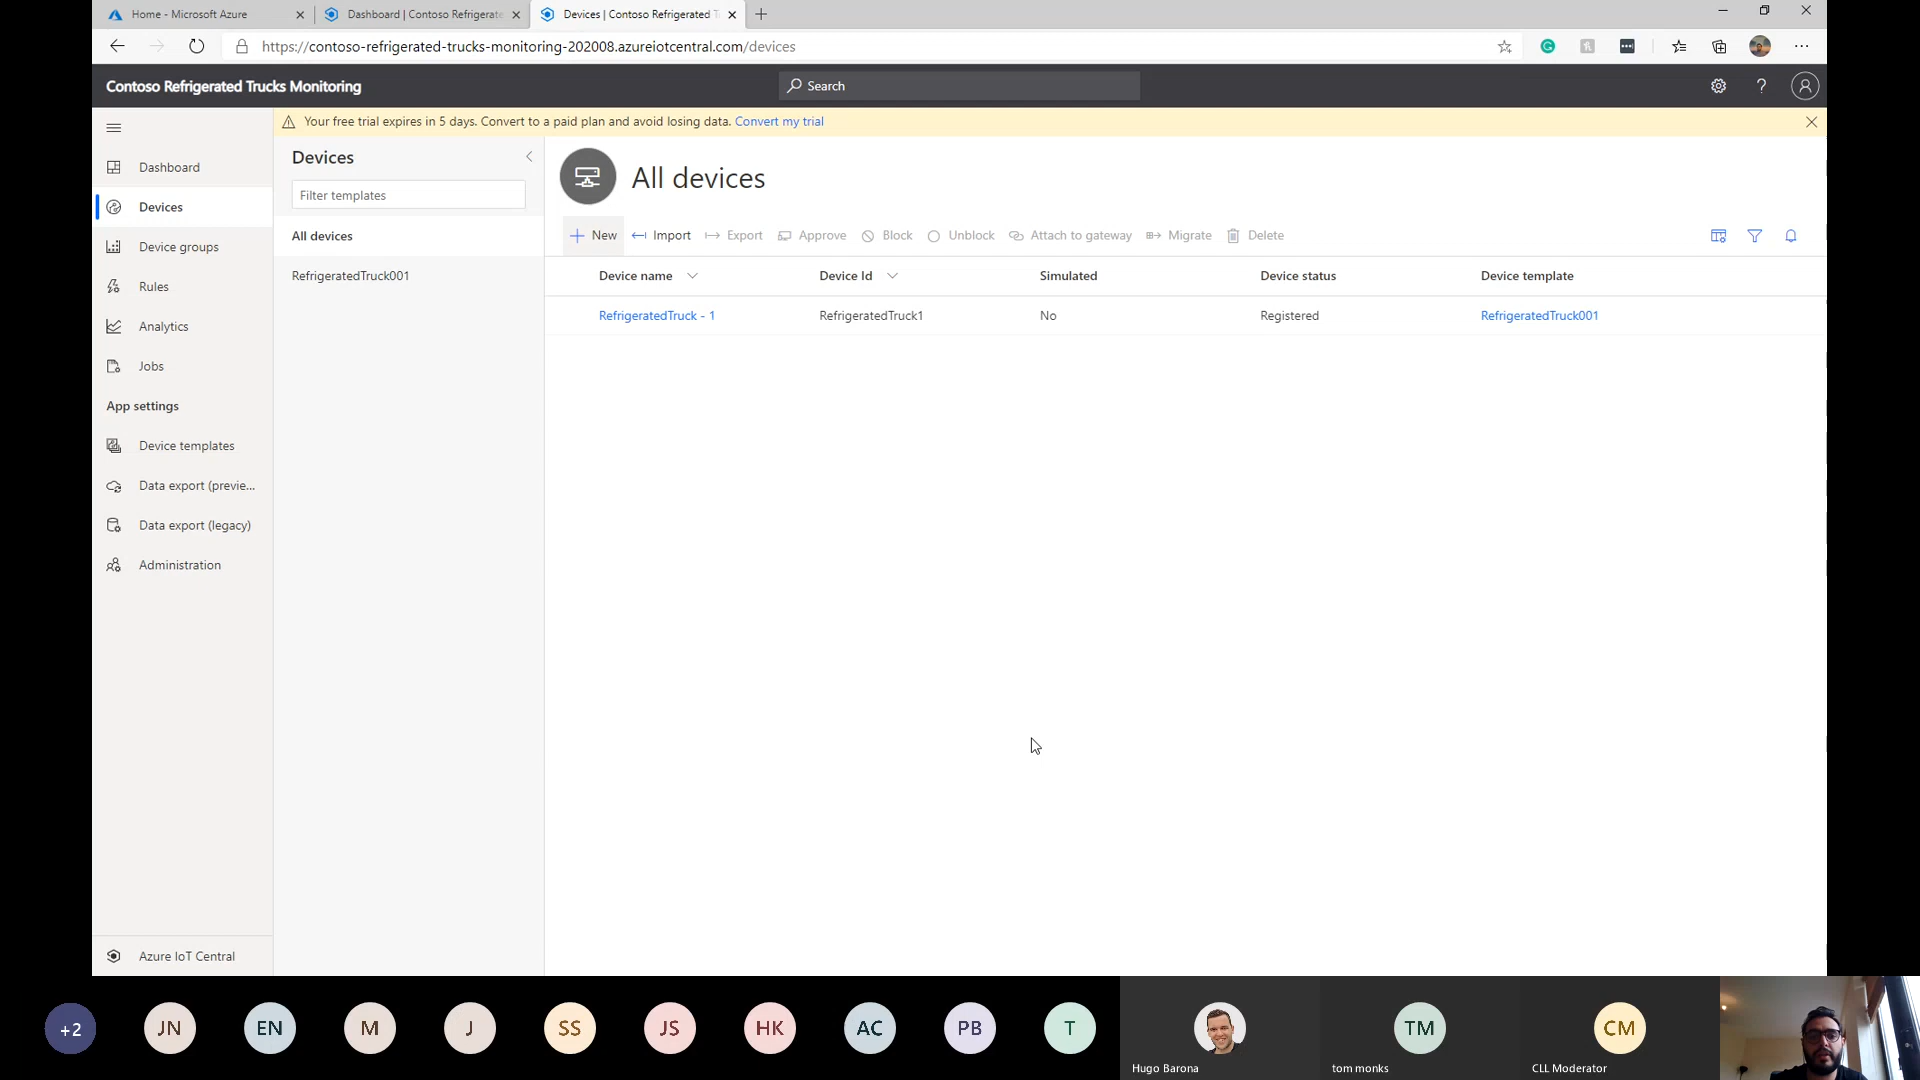 Home - Microsoft Azure
Dashboard | Contoso Refrigerate
Devices | Contoso Refrigerated T
https://contoso-refrigerated-trucks-monitoring-202008.azureiotcentral.com/devices
Contoso Refrigerated Trucks Monitoring
Search
?
Your free trial expires in 5 days. Convert to a paid plan and avoid losing data. Convert my trial
Dashboard
Devices
Device groups
Rules
Analytics
Jobs
App settings
Device templates
Data export (previe...
Data export (legacy)
Administration
Azure IoT Central
Devices
Filter templates
All devices
RefrigeratedTruck001
All devices
New Import Export Approve Block Unblock Attach to gateway Migrate Delete
Device name Device Id Simulated Device status Device template
RefrigeratedTruck - 1 RefrigeratedTruck1 No Registered RefrigeratedTruck001
+2 JN EN M J SS JS HK AC PB T TM CM
Hugo Barona tom monks CLL Moderator